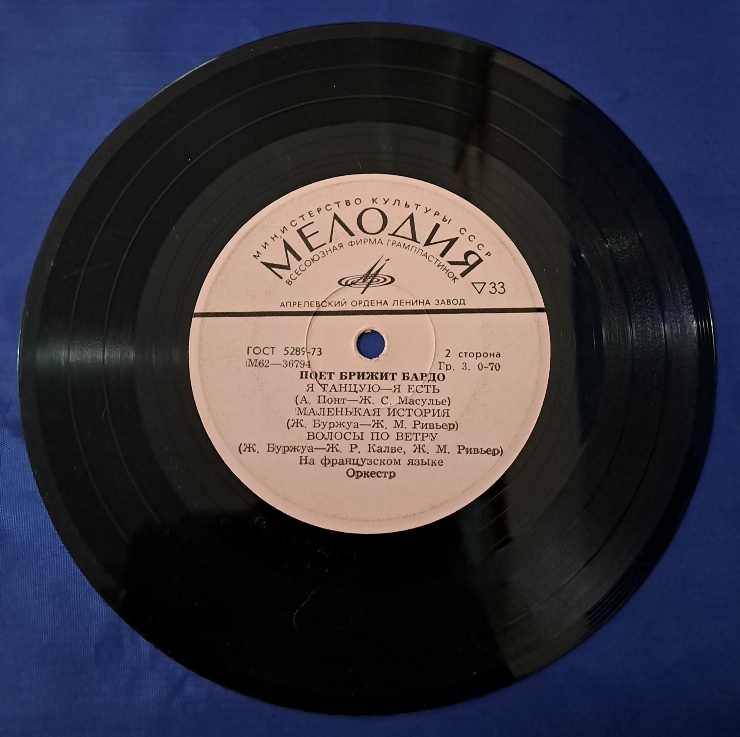 МИНИСТЕРСТВО КУЛЬТУРЫ СССР
МЕЛОДИЯ
ВСЕСОЮЗНАЯ ФИРМА ГРАМПЛАСТИНОК
▽33
АПРЕЛЕВСКИЙ ОРДЕНА ЛЕНИНА ЗАВОД
ГОСТ 5289-73 2 сторона
М62—36794 Гр. 3. 0-70
ПОЕТ БРИЖИТ БАРДО
Я ТАНЦУЮ—Я ЕСТЬ
(А. Понт—Ж. С. Масулье)
МАЛЕНЬКАЯ ИСТОРИЯ
(Ж. Буржуа—Ж. М. Ривьер)
ВОЛОСЫ ПО ВЕТРУ
(Ж. Буржуа—Ж. Р. Калве, Ж. М. Ривьер)
На французском языке
Оркестр